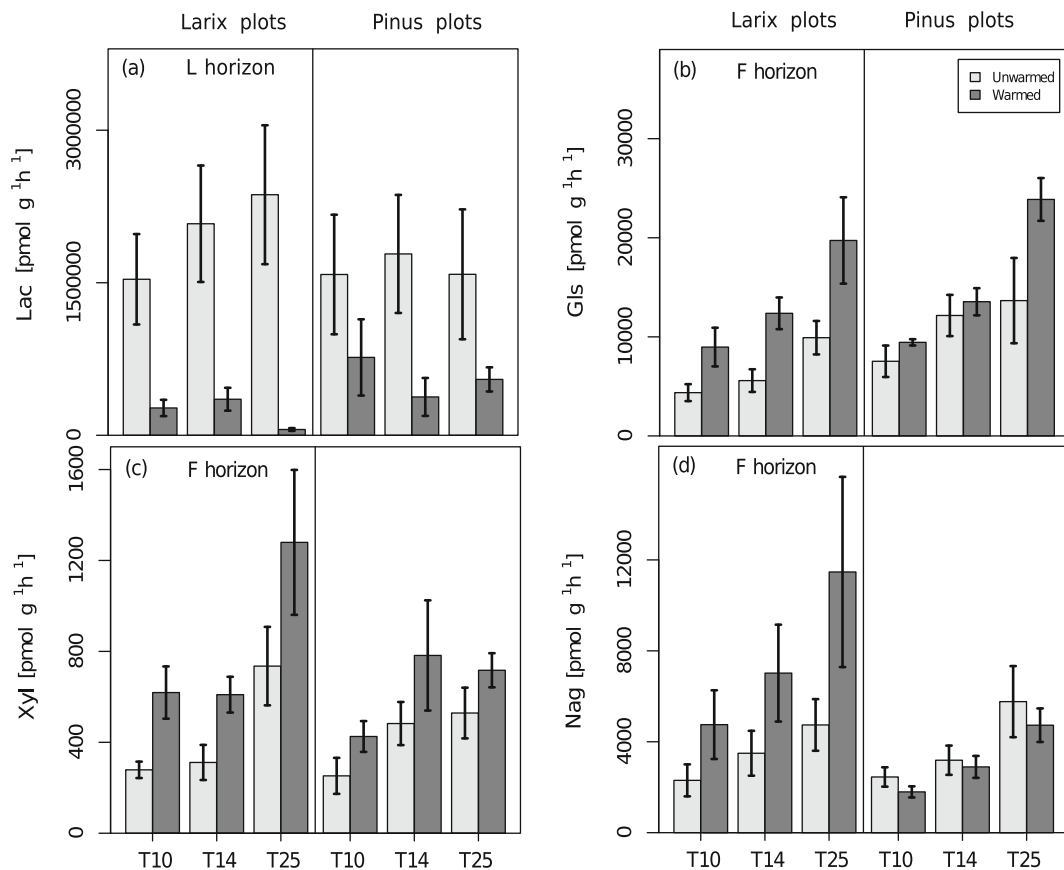 Larix plots Pinus plots Larix plots Pinus plots
(a) L horizon
Lac [pmol g 1h 1]
0 1500000 3000000
(b) F horizon
Unwarmed
Warmed
Gls [pmol g 1h 1]
0 10000 20000 30000
(c) F horizon
Xyl [pmol g 1h 1]
0 400 800 1200 1600
T10 T14 T25 T10 T14 T25
(d) F horizon
Nag [pmol g 1h 1]
0 4000 8000 12000
T10 T14 T25 T10 T14 T25